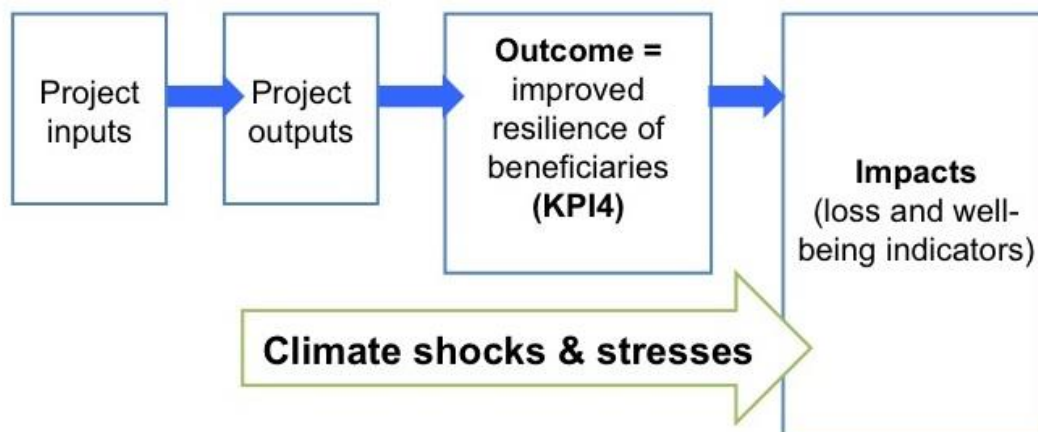 Project
inputs
Project
outputs
Outcome =
improved
resilience of
beneficiaries
(KPI4)
Impacts
(loss and well-
being indicators)
Climate shocks & stresses